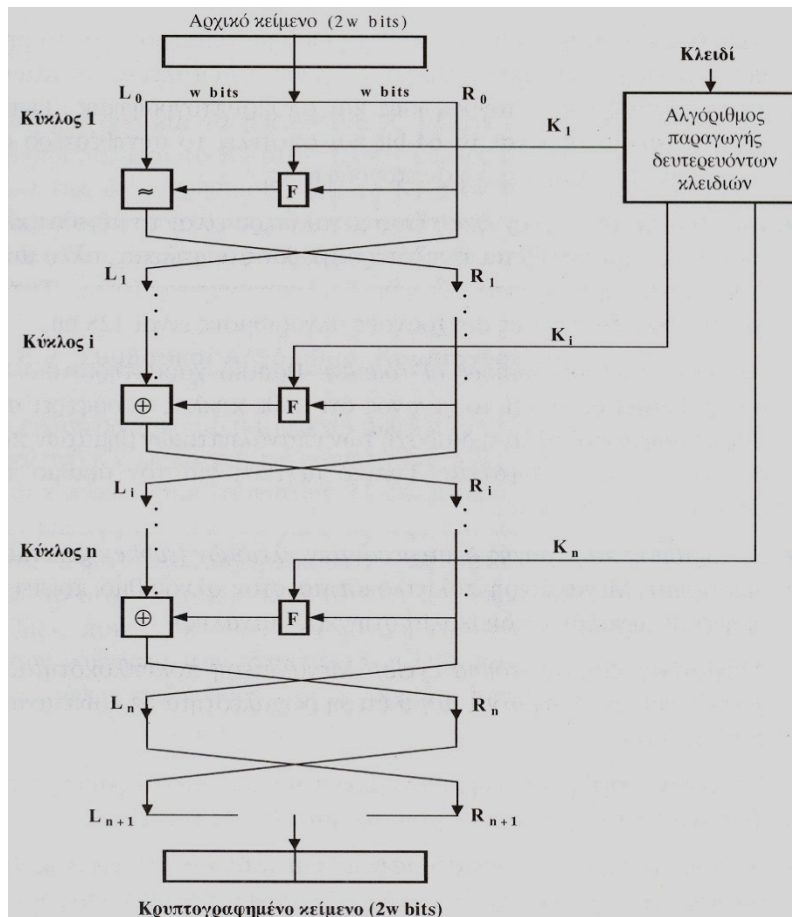 Αρχικό κείμενο (2w bits)
Κλειδί
L0 w bits w bits R0
Κύκλος 1
K1
Αλγόριθμος
παραγωγής
δευτερευόντων
κλειδιών
≈ F
L1 R1
Κύκλος i
Ki
⊕ F
Li Ri
Κύκλος n
Kn
⊕ F
Ln Rn
Ln+1 Rn+1
Κρυπτογραφημένο κείμενο (2w bits)